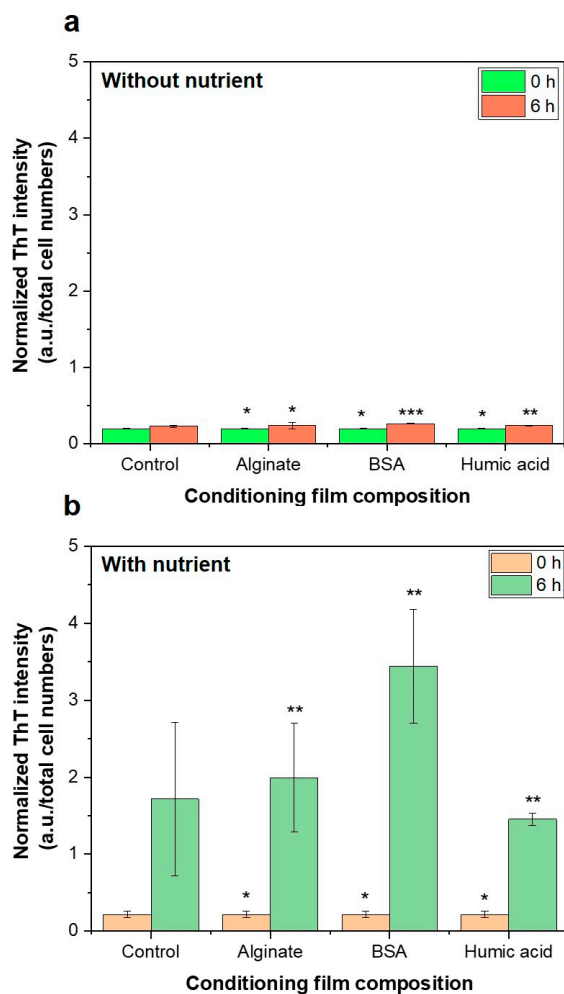 a
Without nutrient
0 h
6 h
Normalized ThT intensity
(a.u./total cell numbers)
5
4
3
2
1
0
* * * *** * **
Control Alginate BSA Humic acid
Conditioning film composition
b
With nutrient
0 h
6 h
Normalized ThT intensity
(a.u./total cell numbers)
5
4
3
2
1
0
* ** * ** * **
Control Alginate BSA Humic acid
Conditioning film composition